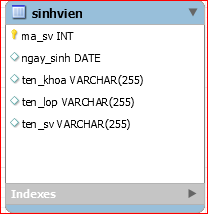 sinhvien
ma_sv INT
ngay_sinh DATE
ten_khoa VARCHAR(255)
ten_lop VARCHAR(255)
ten_sv VARCHAR(255)
Indexes